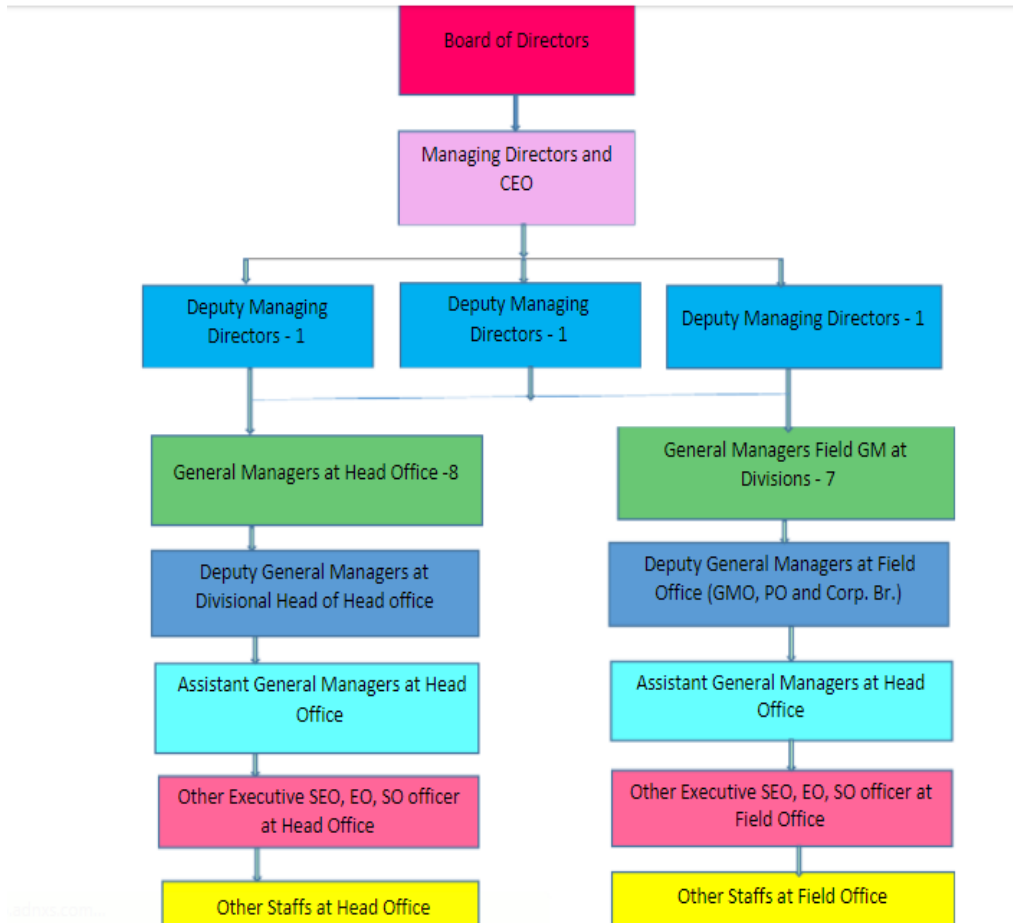 Board of Directors
Managing Directors and
CEO
Deputy Managing
Directors - 1
Deputy Managing
Directors - 1
Deputy Managing Directors - 1
General Managers at Head Office -8
General Managers Field GM at
Divisions - 7
Deputy General Managers at
Divisional Head of Head office
Deputy General Managers at Field
Office (GMO, PO and Corp. Br.)
Assistant General Managers at Head
Office
Assistant General Managers at Head
Office
Other Executive SEO, EO, SO officer
at Head Office
Other Executive SEO, EO, SO officer at
Field Office
Other Staffs at Head Office
Other Staffs at Field Office